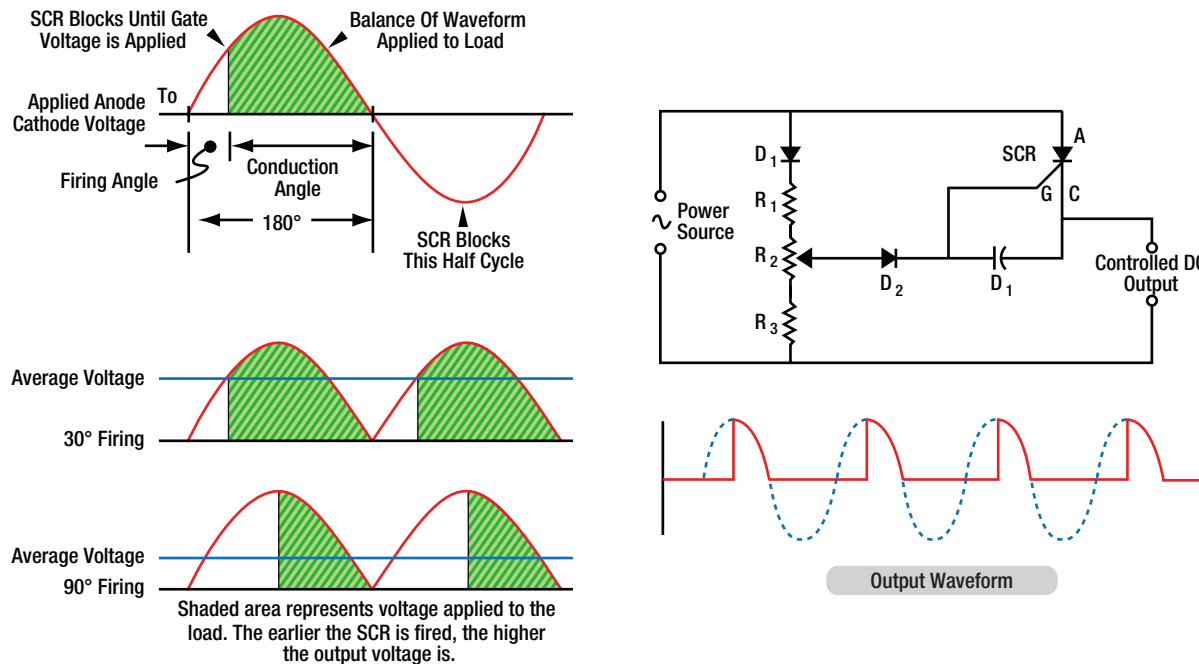 SCR Blocks Until Gate
Voltage is Applied
Balance Of Waveform
Applied to Load
Applied Anode To
Cathode Voltage
Firing Angle
Conduction
Angle
180°
SCR Blocks
This Half Cycle
Average Voltage
30° Firing
Average Voltage
90° Firing
Shaded area represents voltage applied to the
load. The earlier the SCR is fired, the higher
the output voltage is.
D1
R1
R2
R3
Power
Source
D2
D1
SCR
A
G
C
Controlled DC
Output
Output Waveform